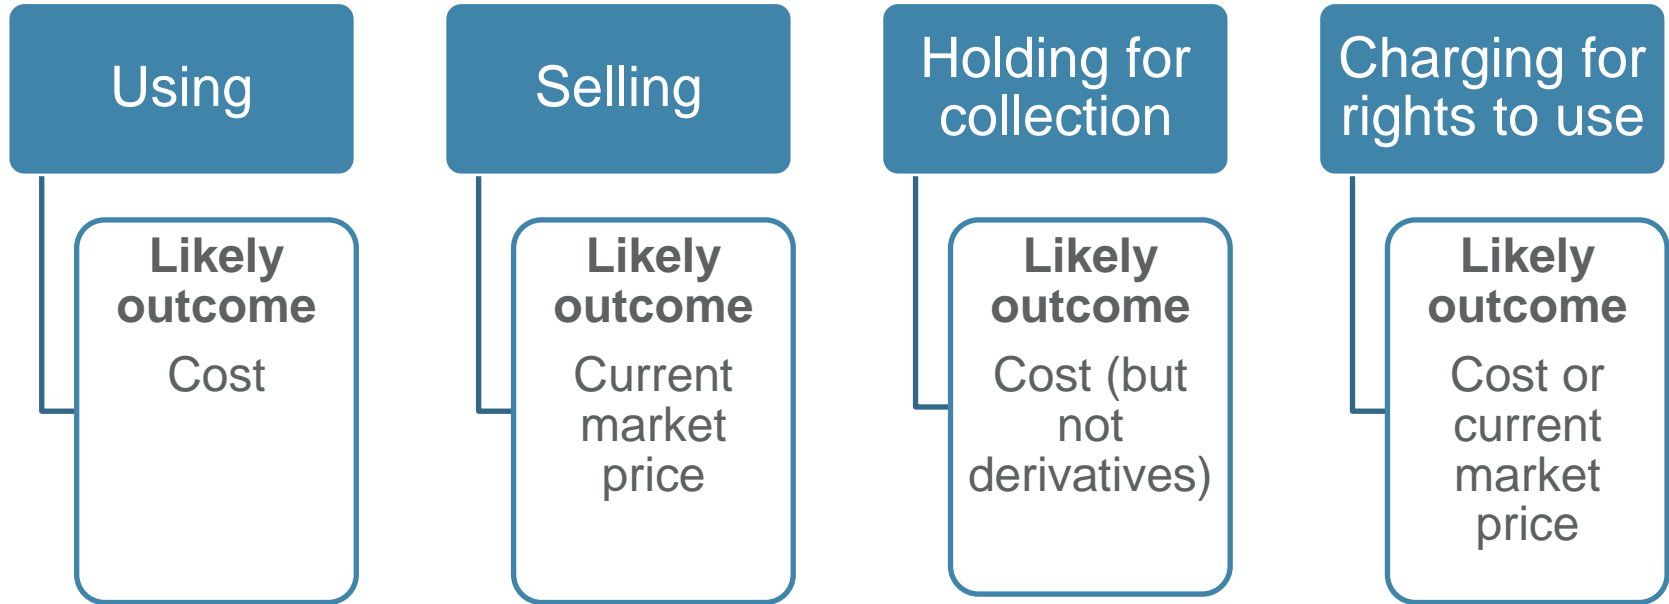 Using
Likely
outcome
Cost
Selling
Likely
outcome
Current
market
price
Holding for
collection
Likely
outcome
Cost (but
not
derivatives)
Charging for
rights to use
Likely
outcome
Cost or
current
market
price